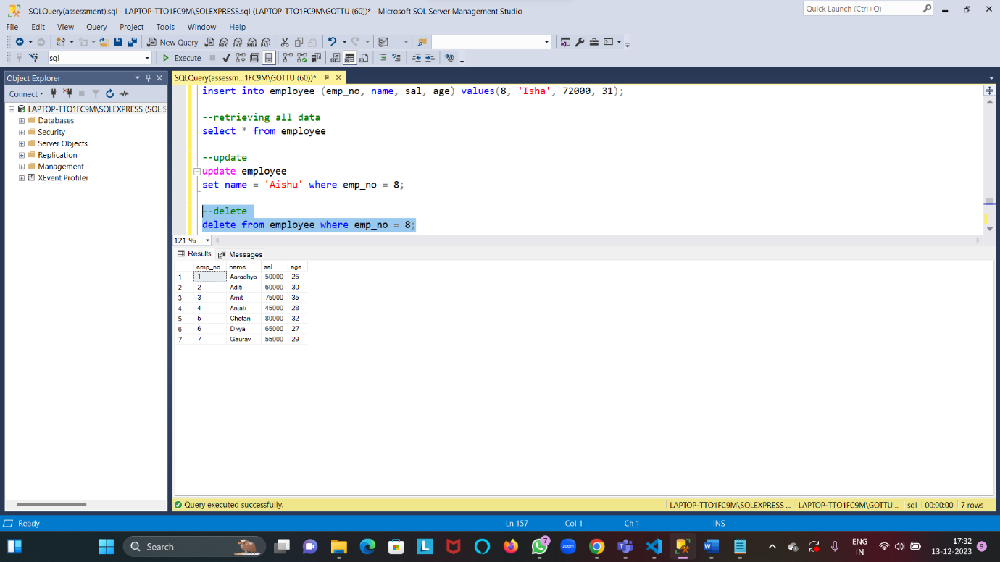 SQLQuery(assessment).sql - LAPTOP-TTQ1FC9M\SQLEXPRESS.sql (LAPTOP-TTQ1FC9M\GOTTU (60))* - Microsoft SQL Server Management Studio
Quick Launch (Ctrl+Q)
File Edit View Query Project Tools Window Help
New Query
sql Execute
Object Explorer
SQLQuery(assessm...1FC9M\GOTTU (60))*
Connect
LAPTOP-TTQ1FC9M\SQLEXPRESS (SQL S
Databases
Security
Server Objects
Replication
Management
XEvent Profiler
insert into employee (emp_no, name, sal, age) values(8, 'Isha', 72000, 31);
--retrieving all data
select * from employee
--update
update employee
set name = 'Aishu' where emp_no = 8;
--delete
delete from employee where emp_no = 8;
121 %
Results Messages
emp_no name sal age
1 1 Aaradhya 50000 25
2 2 Aditi 60000 30
3 3 Amit 75000 35
4 4 Anjali 45000 28
5 5 Chetan 80000 32
6 6 Divya 65000 27
7 7 Gaurav 55000 29
Query executed successfully. LAPTOP-TTQ1FC9M\SQLEXPRESS ... LAPTOP-TTQ1FC9M\GOTTU ... sql 00:00:00 7 rows
Ready Ln 157 Col 1 Ch 1 INS
Search
7
zoom
ENG
IN
17:32
13-12-2023
9